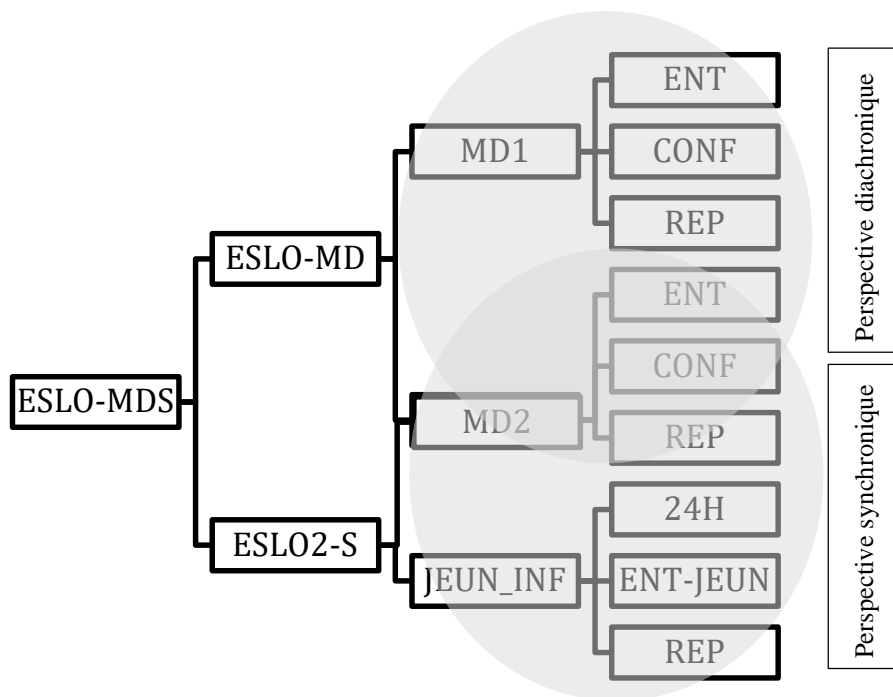 ESLO-MDS
ESLO-MD
ESLO2-S
MD1
MD2
JEUN_INF
ENT
CONF
REP
ENT
CONF
REP
24H
ENT-JEUN
REP
Perspective diachronique
Perspective synchronique